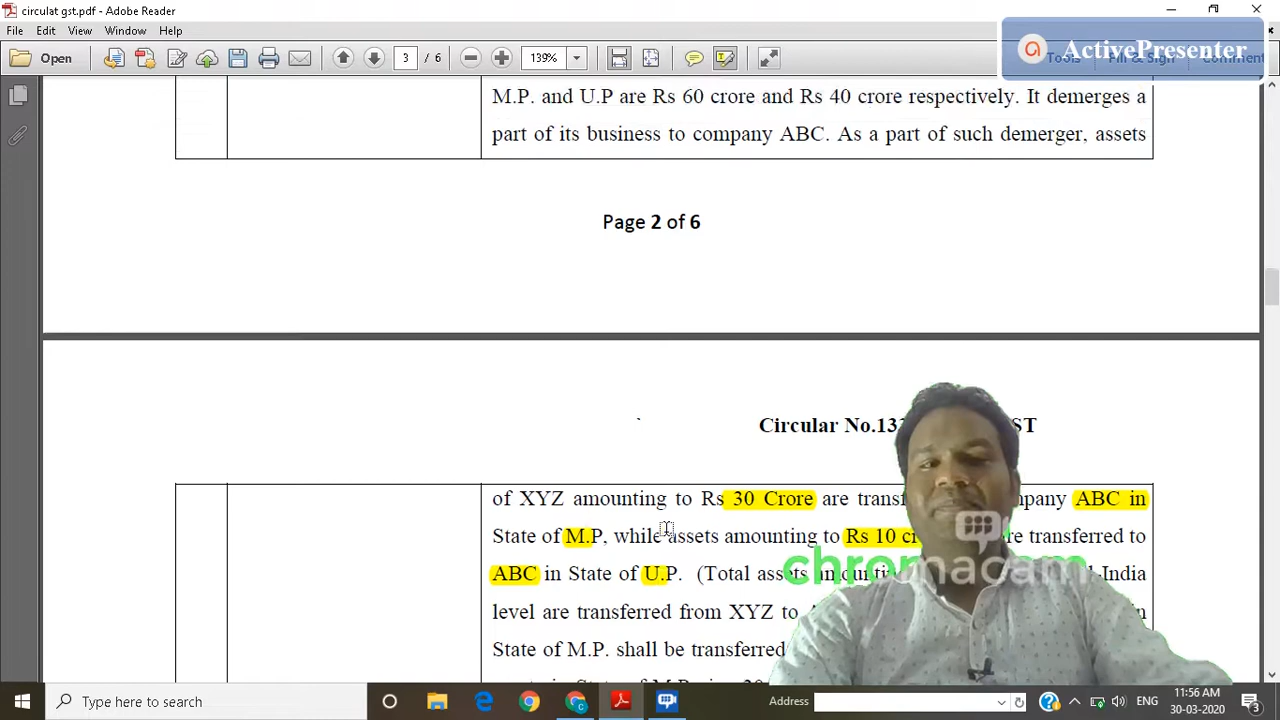 circulat gst.pdf - Adobe Reader
File Edit View Window Help
ActivePresenter
Open 3 / 6 139% Tools Fill & Sign Comment
M.P. and U.P are Rs 60 crore and Rs 40 crore respectively. It demerges a
part of its business to company ABC. As a part of such demerger, assets
Page 2 of 6
Circular No.13 ST
of XYZ amounting to Rs 30 Crore are ABC in
State of M.P, while assets amounting to Rs 10 transferred to
ABC in State of U.P. (Total assets India
level are transferred from XYZ to
State of M.P. shall be transferred
chromacam
Type here to search Address ENG 11:56 AM
30-03-2020